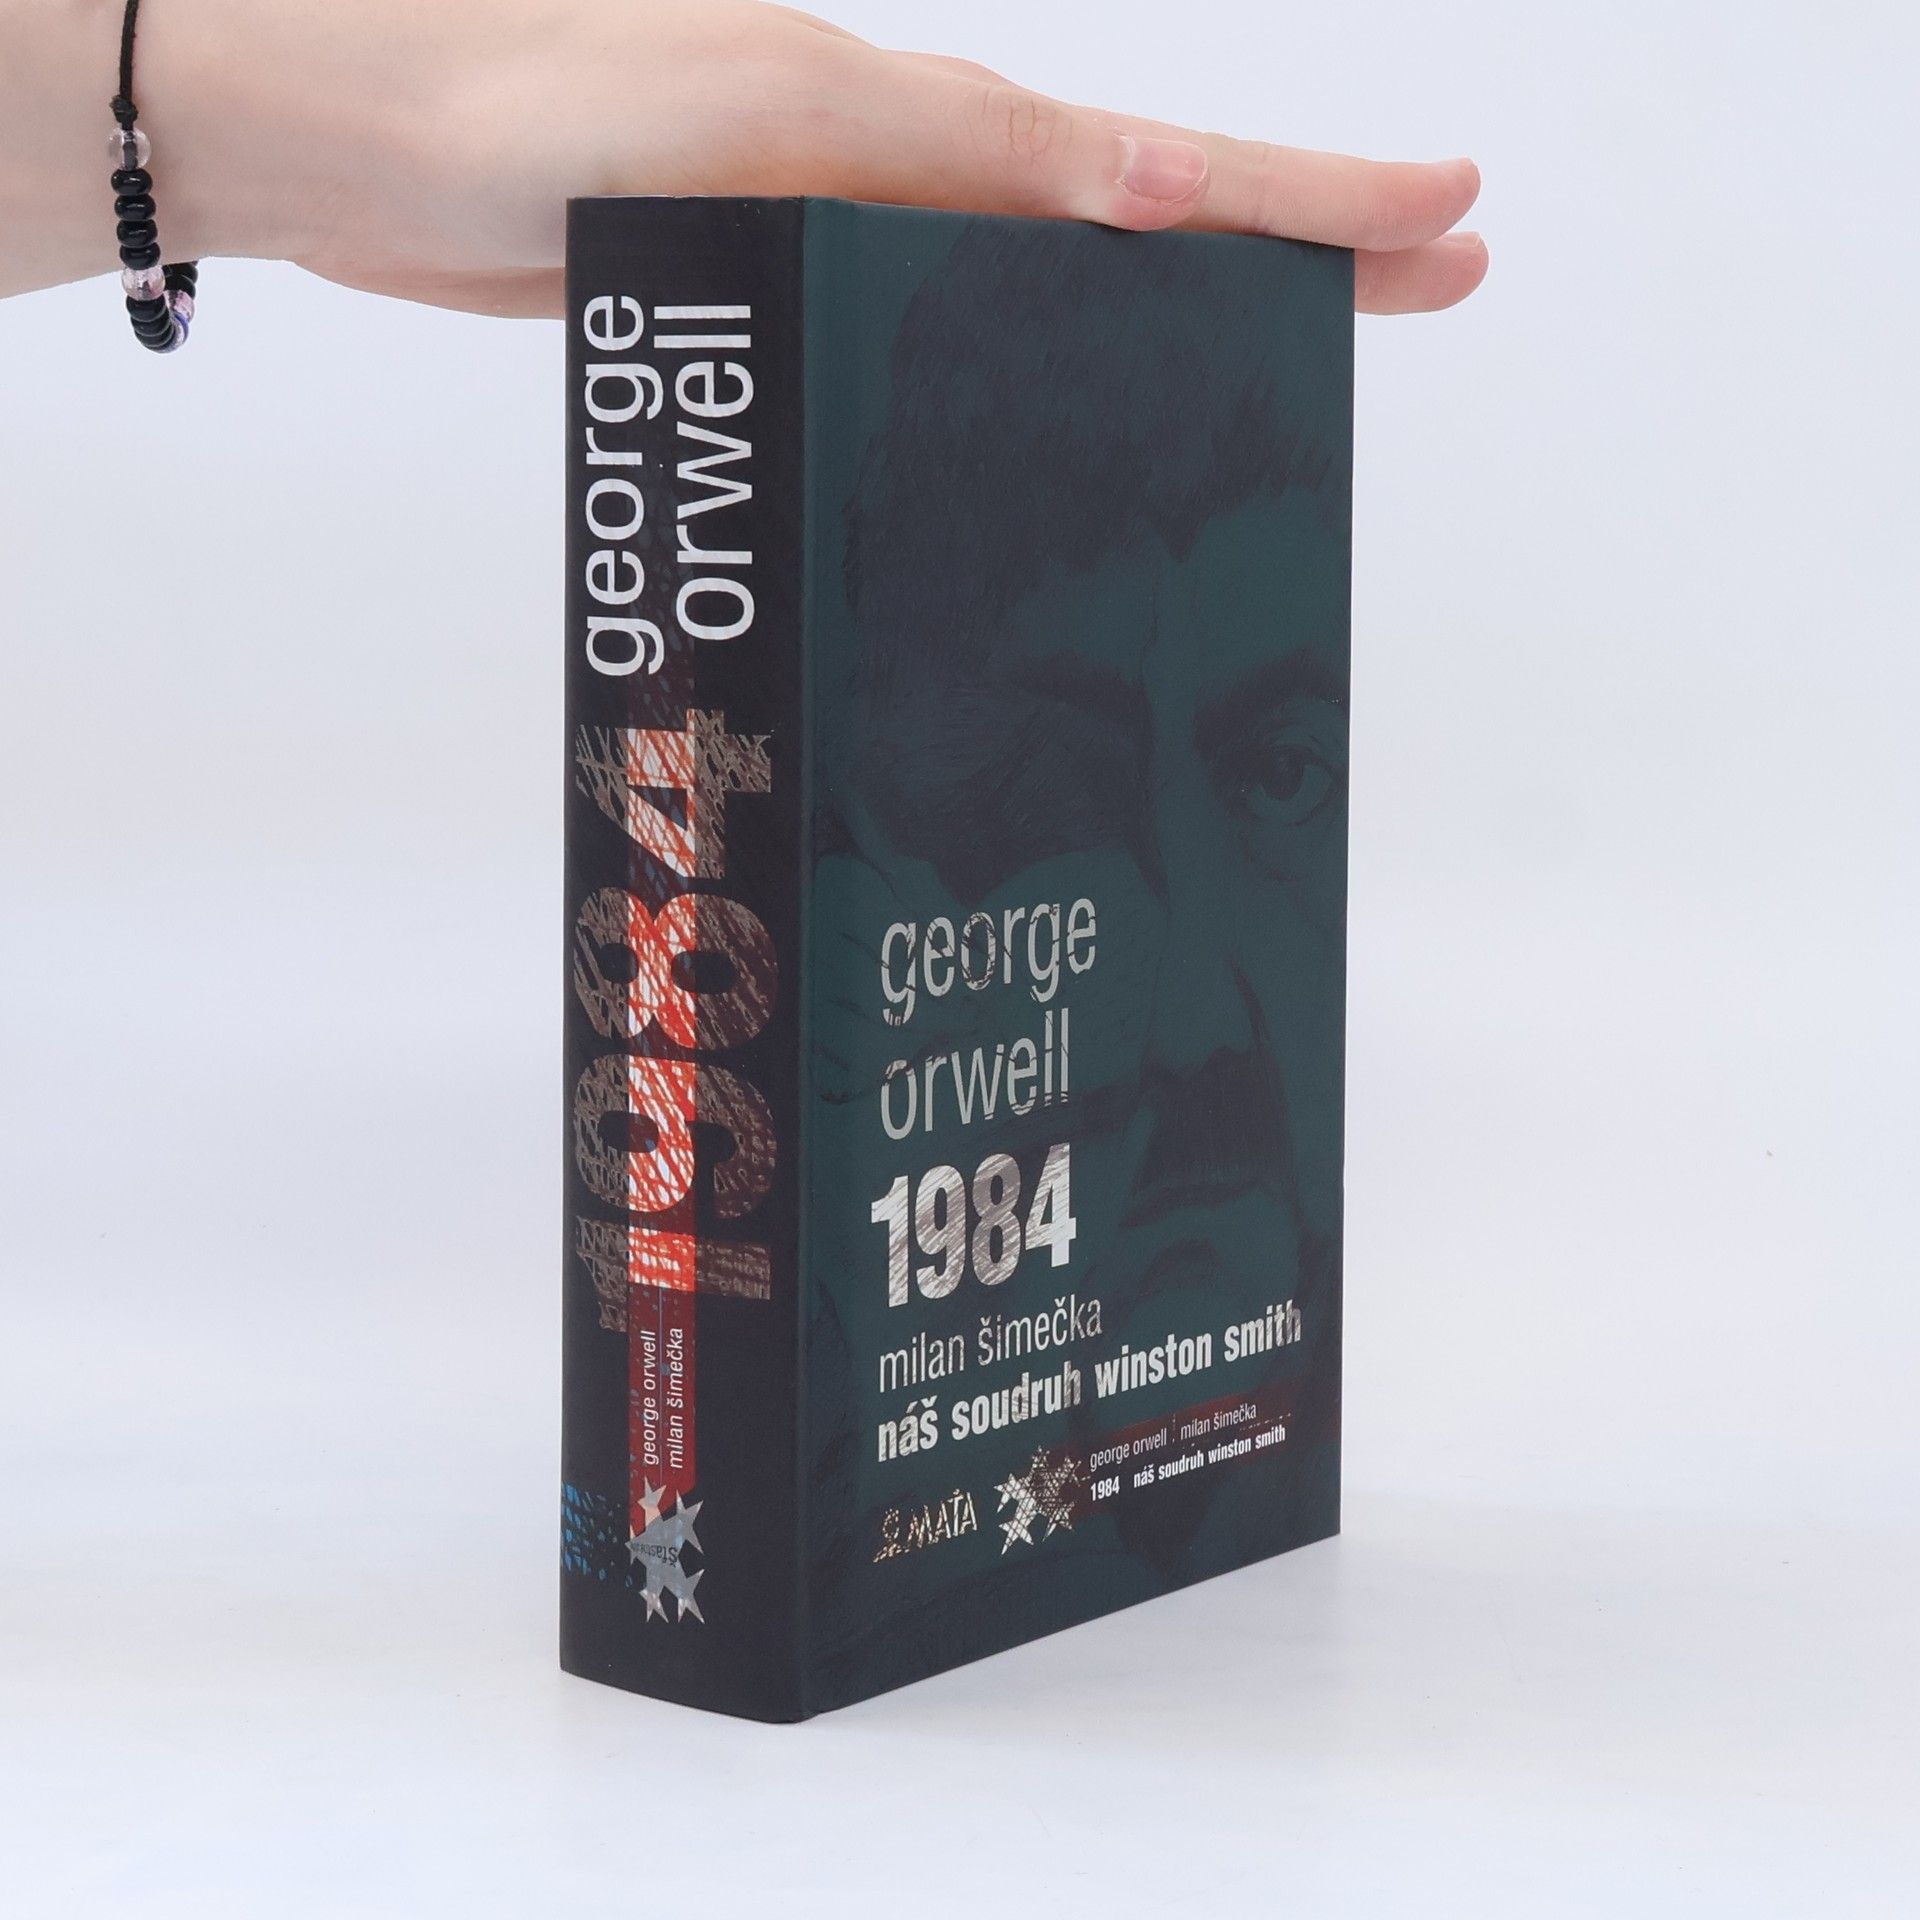 george
orwell
1984
george orwell
milan šimečka
george
orwell
1984
milan šimečka
náš soudruh winston smith
george orwell | milan šimečka
1984 náš soudruh winston smith
MAŤA